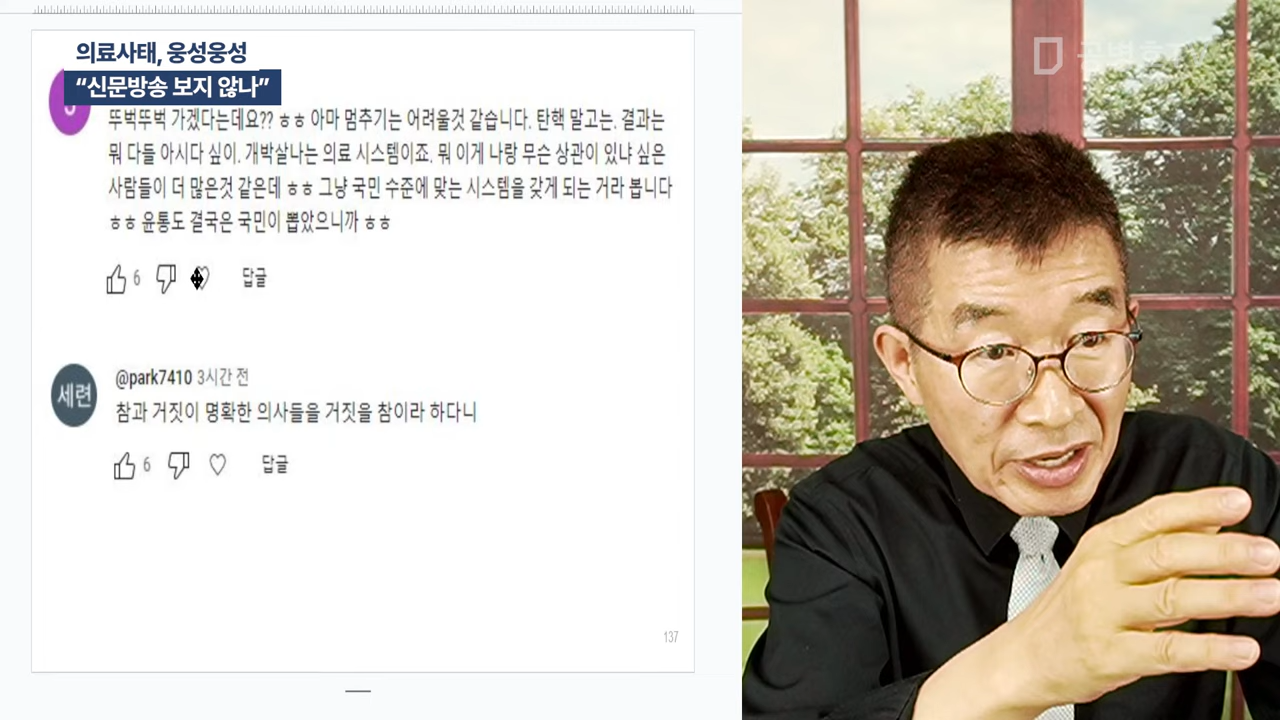 의료사태, 웅성웅성
“신문방송 보지 않나”
뚜벅뚜벅 가겠다는데요?? ㅎㅎ 아마 멈추기는 어려울것 같습니다. 탄핵 말고는. 결과는
뭐 다들 아시다 싶이. 개박살나는 의료 시스템이죠. 뭐 이게 나랑 무슨 상관이 있냐 싶은
사람들이 더 많은것 같은데 ㅎㅎ 그냥 국민 수준에 맞는 시스템을 갖게 되는 거라 봅니다
ㅎㅎ 윤통도 결국은 국민이 뽑았으니까 ㅎㅎ
6 답글
세련
@park7410 3시간 전
참과 거짓이 명확한 의사들을 거짓을 참이라 하다니
6 답글
137